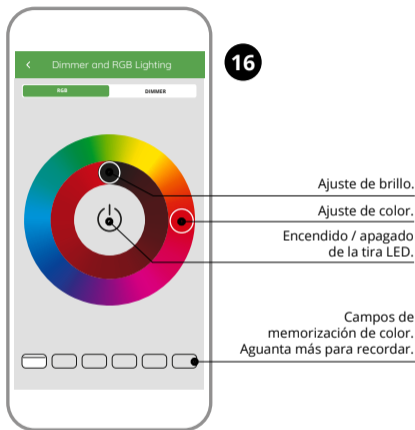 Dimmer and RGB Lighting
16
RGB
DIMMER
Ajuste de brillo.
Ajuste de color.
Encendido / apagado
de la tira LED.
Campos de
memorización de color.
Aguanta más para recordar.